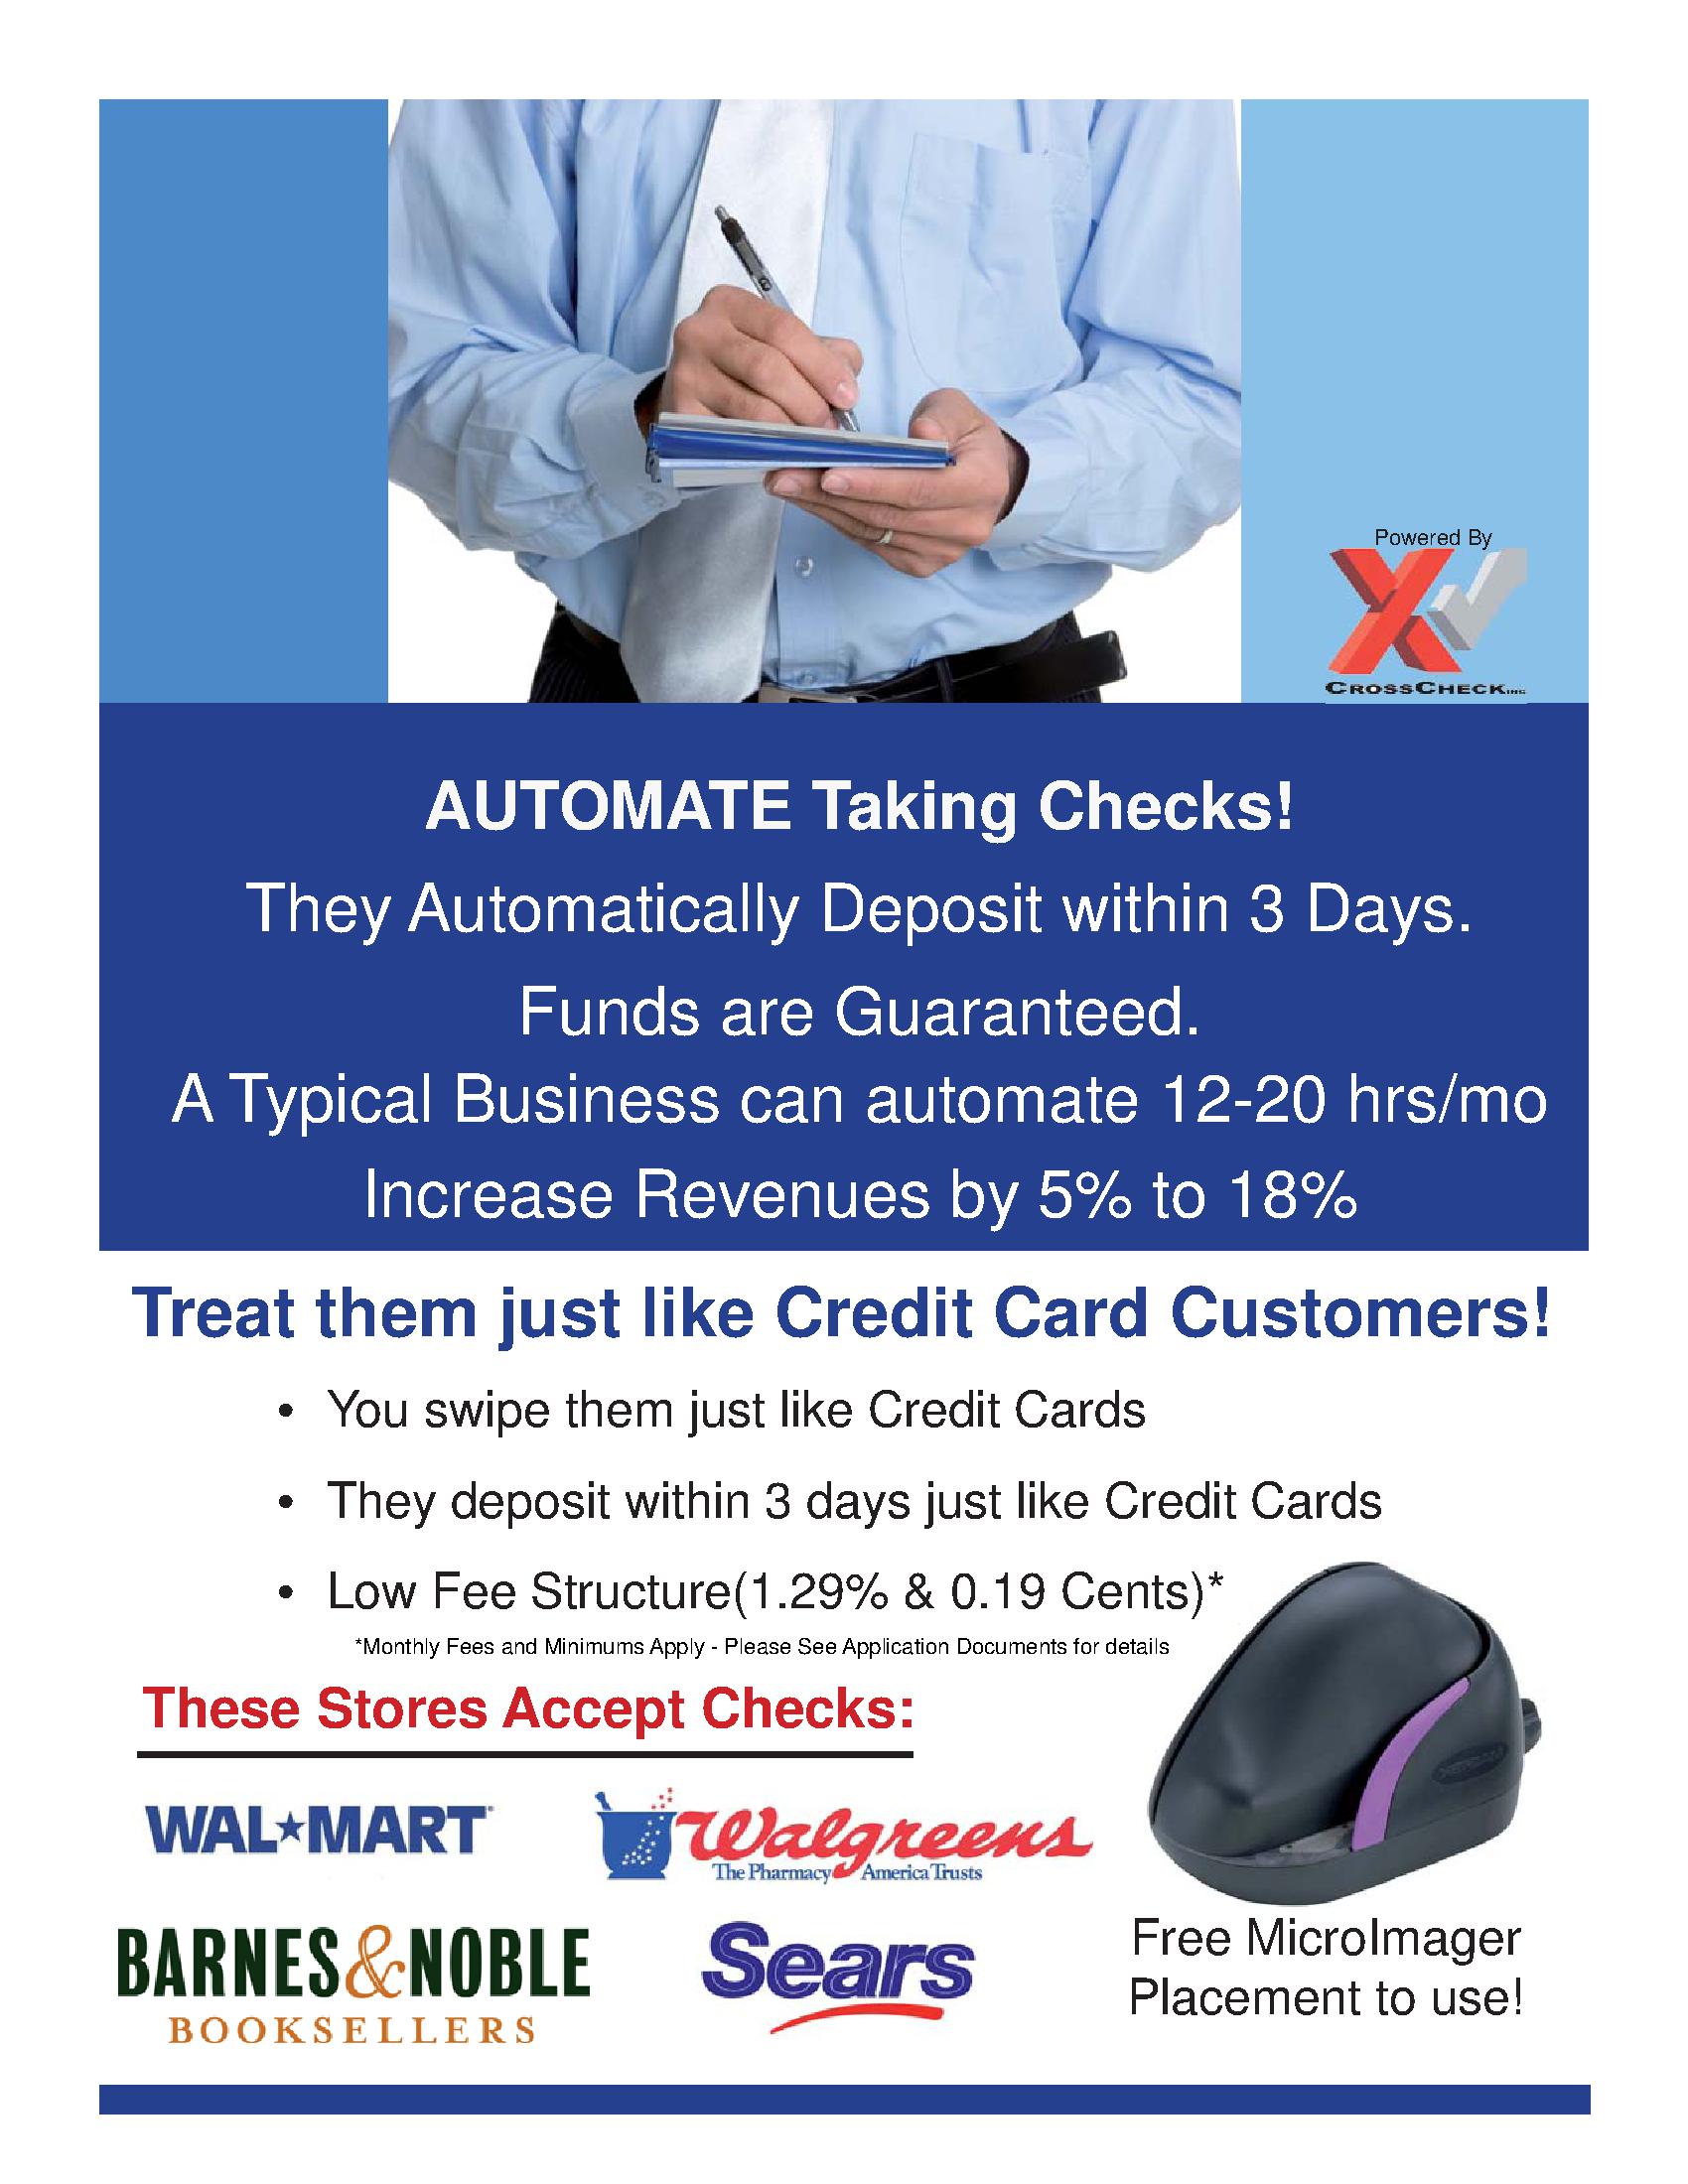 Powered By
CROSSCHECK INC.
AUTOMATE Taking Checks!
They Automatically Deposit within 3 Days.
Funds are Guaranteed.
A Typical Business can automate 12-20 hrs/mo
Increase Revenues by 5% to 18%
Treat them just like Credit Card Customers!
• You swipe them just like Credit Cards
• They deposit within 3 days just like Credit Cards
• Low Fee Structure(1.29% & 0.19 Cents)*
*Monthly Fees and Minimums Apply - Please See Application Documents for details
These Stores Accept Checks:
WAL★MART
Walgreens
The Pharmacy America Trusts
BARNES&NOBLE
BOOKSELLERS
Sears
Free MicroImager
Placement to use!